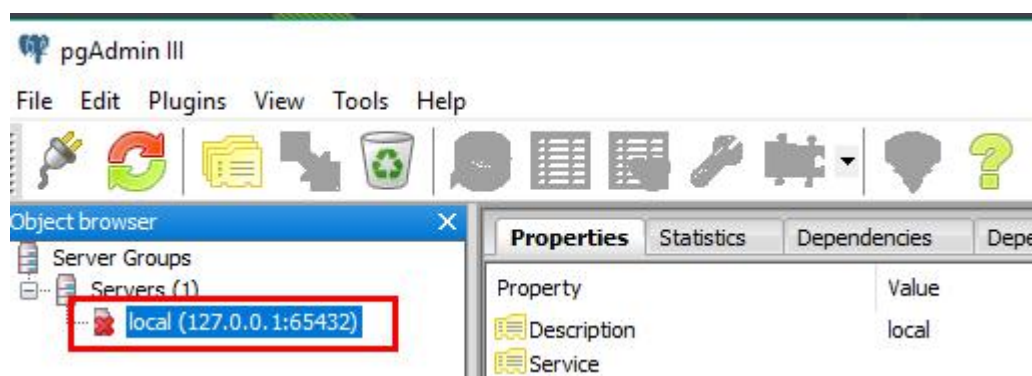 pgAdmin III
File Edit Plugins View Tools Help
Object browser
Server Groups
Servers (1)
local (127.0.0.1:65432)
Properties Statistics Dependencies Depe
Property Value
Description local
Service